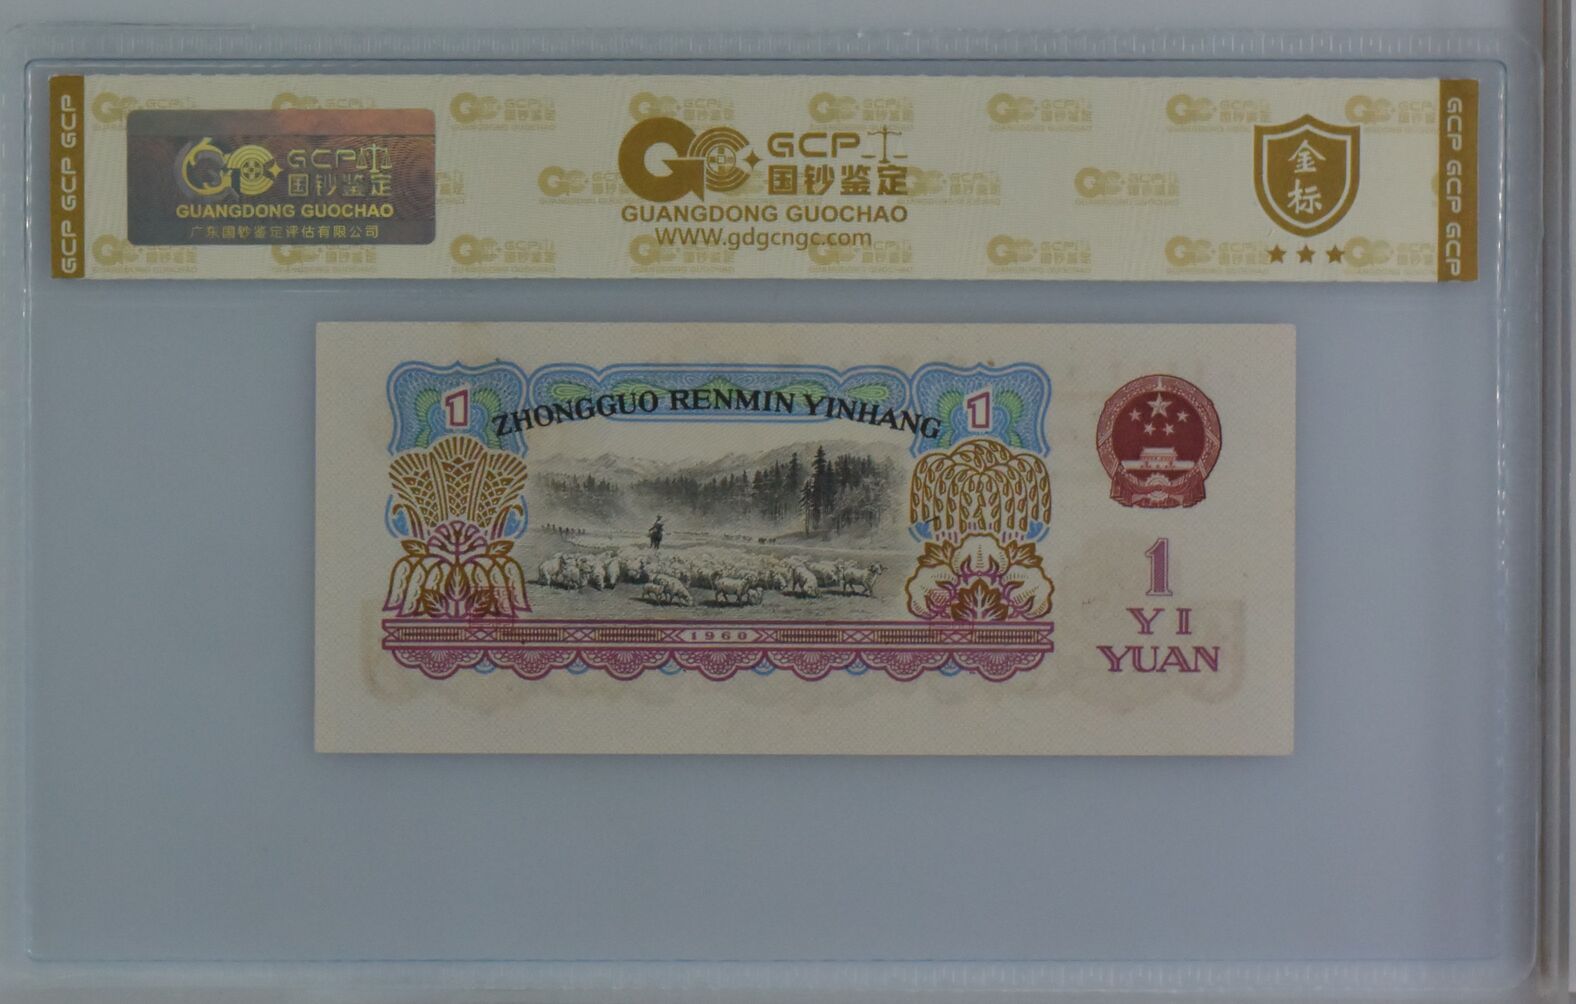 GCP GCP GCP
GCP
国钞鉴定
GUANGDONG GUOCHAO
广东国钞鉴定评估有限公司
GCP
国钞鉴定
GUANGDONG GUOCHAO
www.gdgcngc.com
金标
GCP GCP GCP
1
ZHONGGUO RENMIN YINHANG
1
1960
1
YI
YUAN